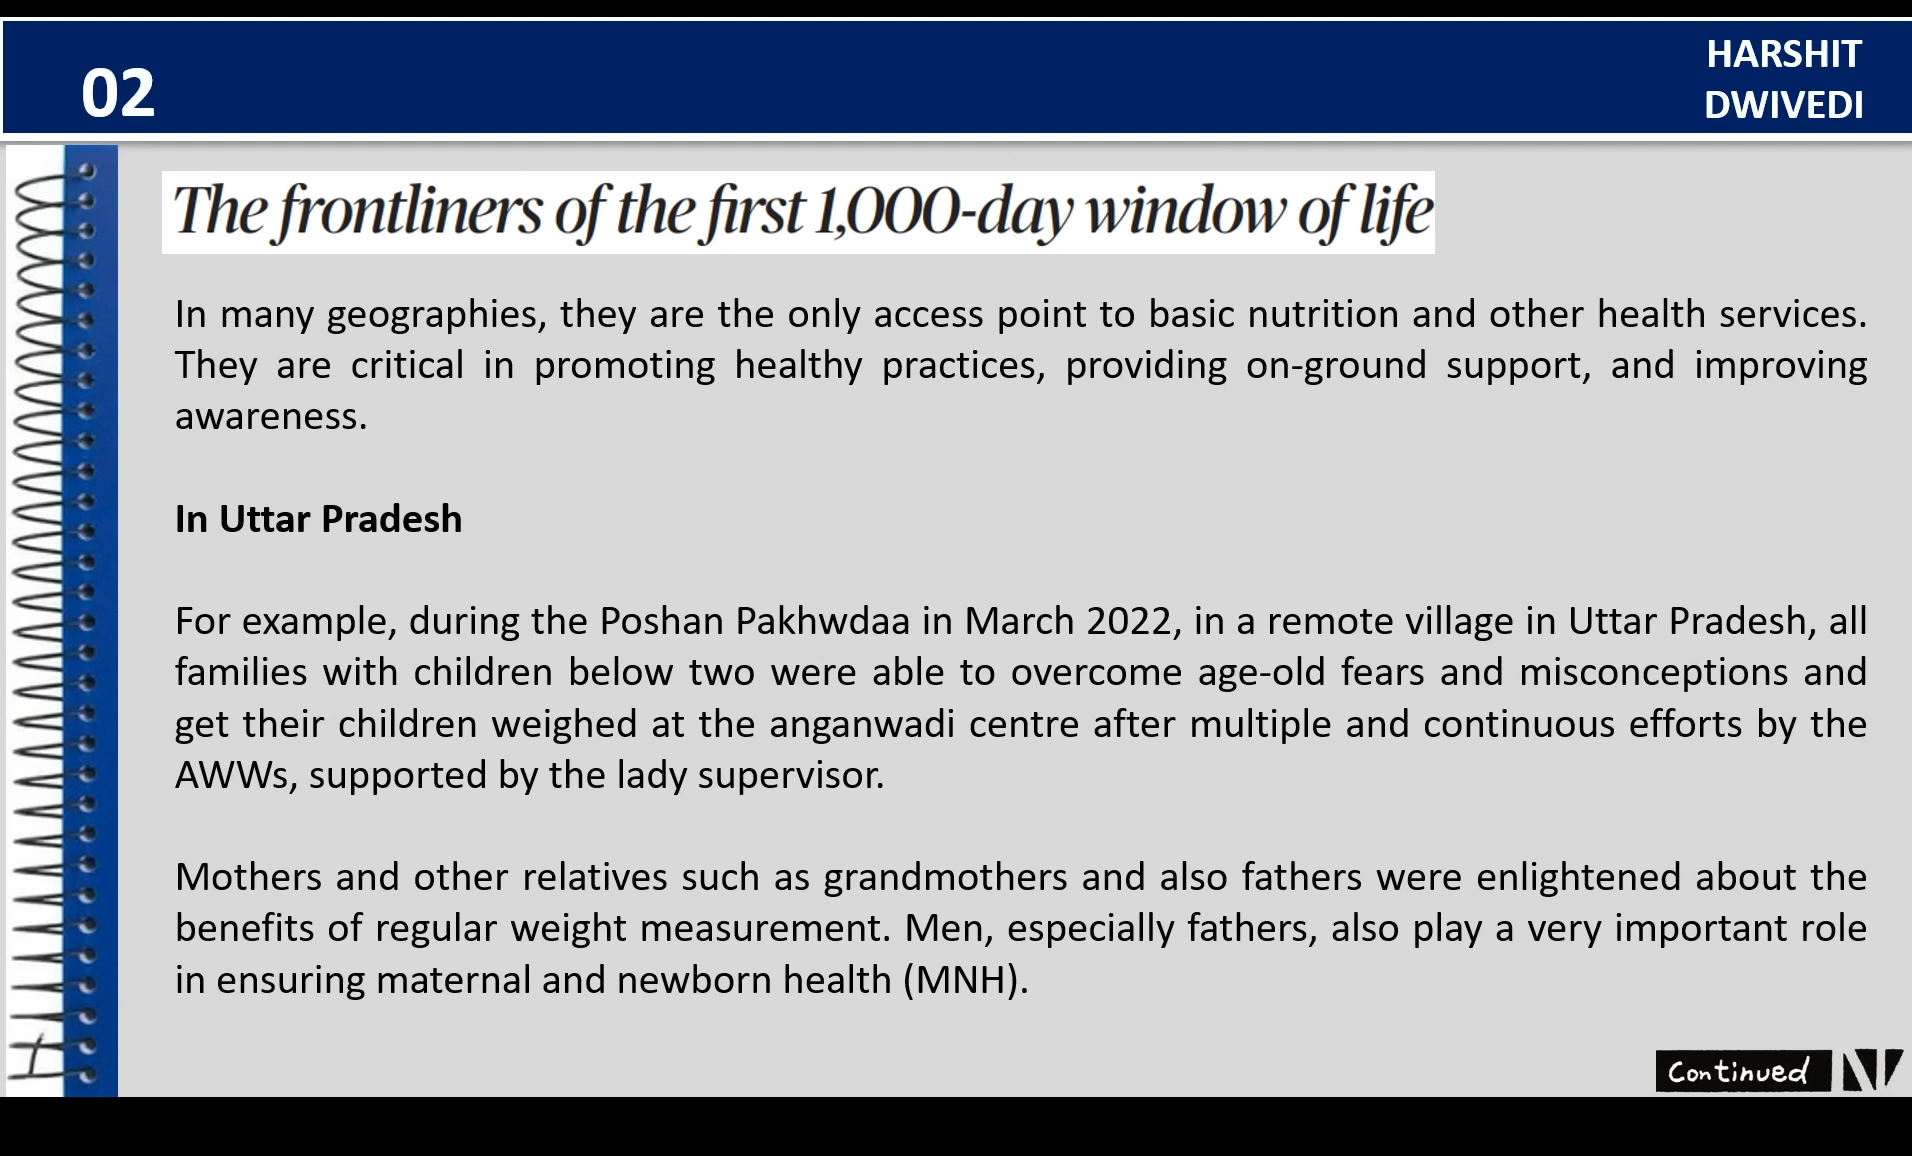 02
HARSHIT
DWIVEDI
The frontliners of the first 1,000-day window of life
In many geographies, they are the only access point to basic nutrition and other health services.
They are critical in promoting healthy practices, providing on-ground support, and improving
awareness.
In Uttar Pradesh
For example, during the Poshan Pakhwdaa in March 2022, in a remote village in Uttar Pradesh, all
families with children below two were able to overcome age-old fears and misconceptions and
get their children weighed at the anganwadi centre after multiple and continuous efforts by the
AWWs, supported by the lady supervisor.
Mothers and other relatives such as grandmothers and also fathers were enlightened about the
benefits of regular weight measurement. Men, especially fathers, also play a very important role
in ensuring maternal and newborn health (MNH).
Continued